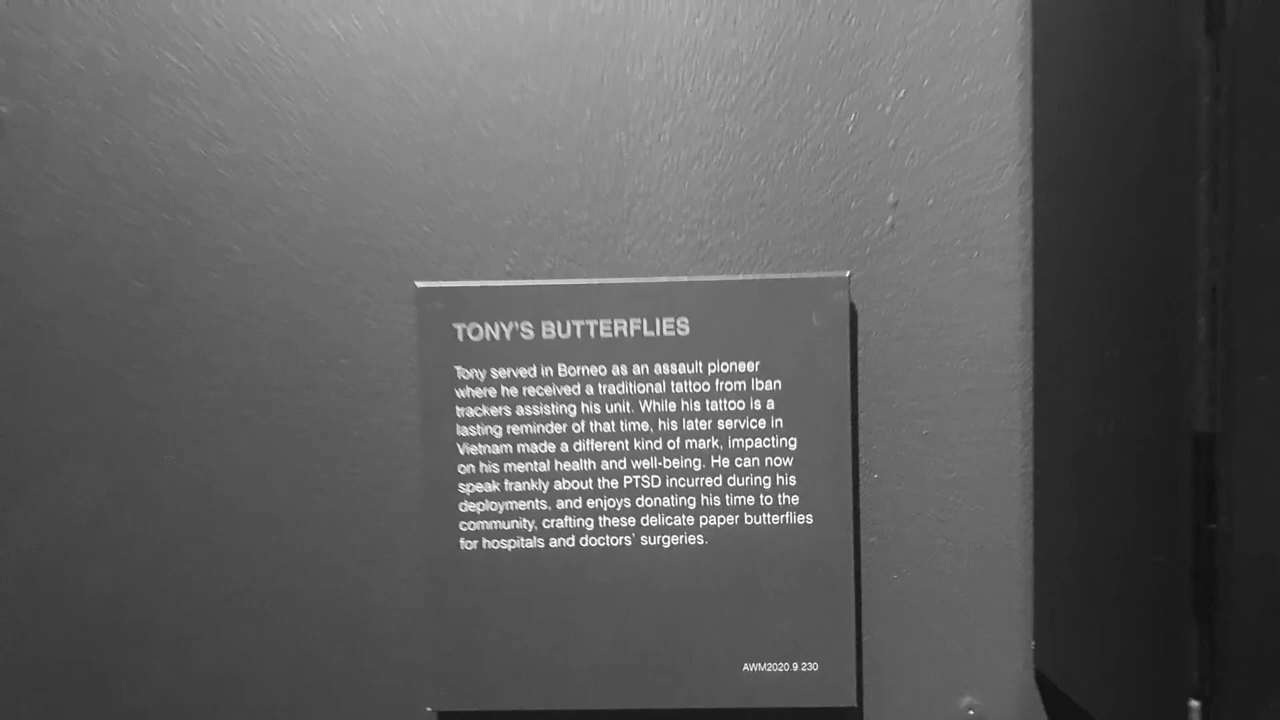 TONY'S BUTTERFLIES
Tony served in Borneo as an assault pioneer
where he received a traditional tattoo from Iban
trackers assisting his unit. While his tattoo is a
lasting reminder of that time, his later service in
Vietnam made a different kind of mark, impacting
on his mental health and well-being. He can now
speak frankly about the PTSD incurred during his
deployments, and enjoys donating his time to the
community, crafting these delicate paper butterflies
for hospitals and doctors' surgeries.
AWM2020.9.230